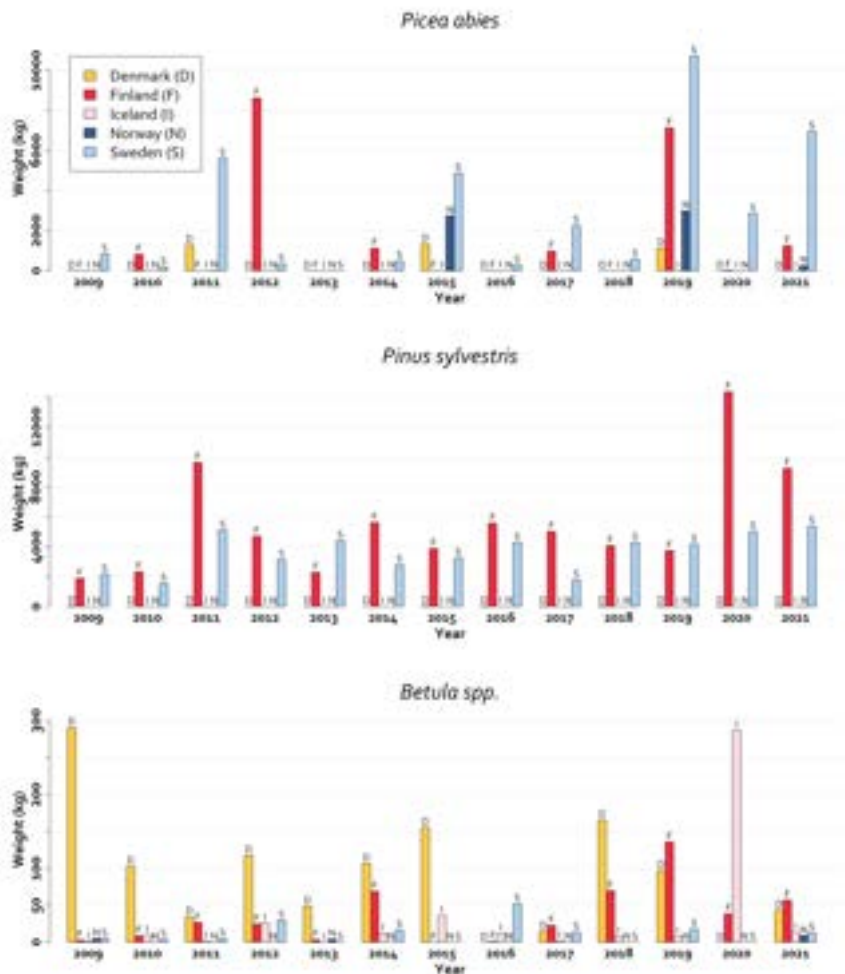 Picea abies
Weight (kg)
10000
6000
2000
0
Denmark (D)
Finland (F)
Iceland (I)
Norway (N)
Sweden (S)
2009 2010 2011 2012 2013 2014 2015 2016 2017 2018 2019 2020 2021
Year
Pinus sylvestris
Weight (kg)
12000
8000
4000
0
2009 2010 2011 2012 2013 2014 2015 2016 2017 2018 2019 2020 2021
Year
Betula spp.
Weight (kg)
300
200
100
50
0
2009 2010 2011 2012 2013 2014 2015 2016 2017 2018 2019 2020 2021
Year